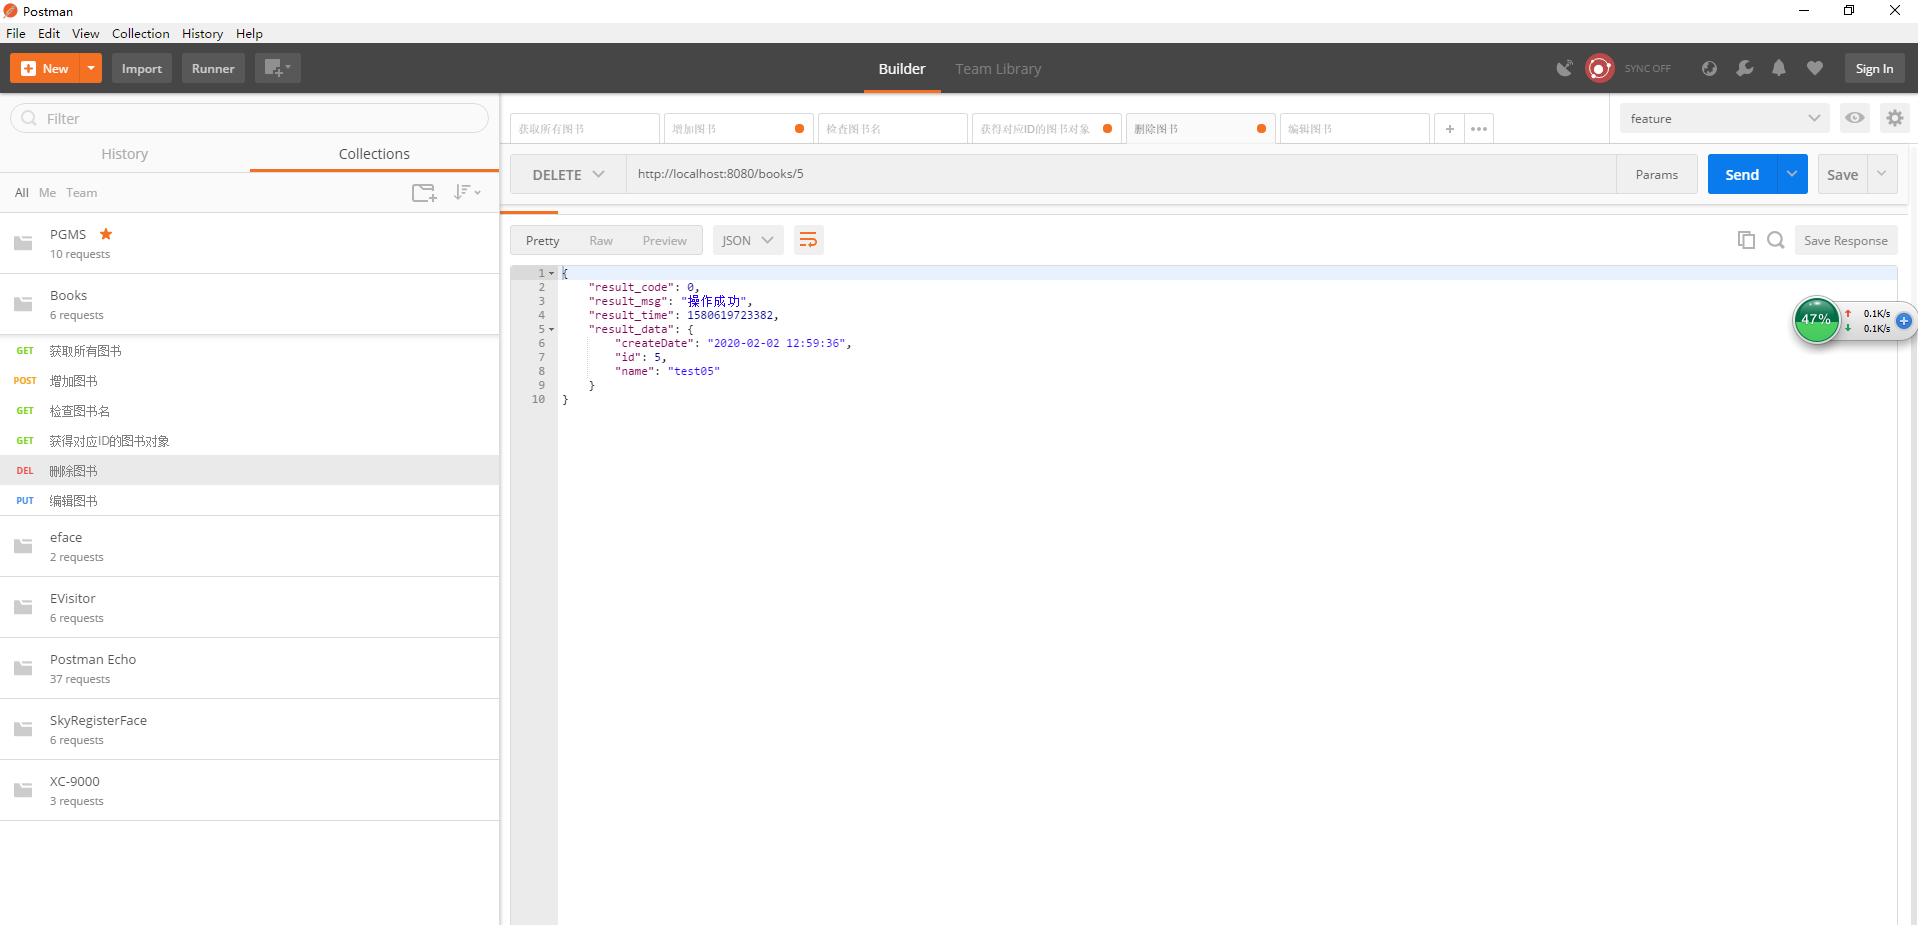 Postman
File Edit View Collection History Help
New Import Runner Builder Team Library SYNC OFF Sign In
Filter
History Collections
All Me Team
PGMS
10 requests
Books
6 requests
GET 获取所有图书
POST 增加图书
GET 检查图书名
GET 获得对应ID的图书对象
DEL 删除图书
PUT 编辑图书
eface
2 requests
EVisitor
6 requests
Postman Echo
37 requests
SkyRegisterFace
6 requests
XC-9000
3 requests
获取所有图书 增加图书 检查图书名 获得对应ID的图书对象 删除图书 编辑图书 feature
DELETE http://localhost:8080/books/5 Params Send Save
Pretty Raw Preview JSON Save Response
1 {
2 "result_code": 0,
3 "result_msg": "操作成功",
4 "result_time": 1580619723382,
5 "result_data": {
6 "createDate": "2020-02-02 12:59:36",
7 "id": 5,
8 "name": "test05"
9 }
10 }
47% 0.1K/s
0.1K/s